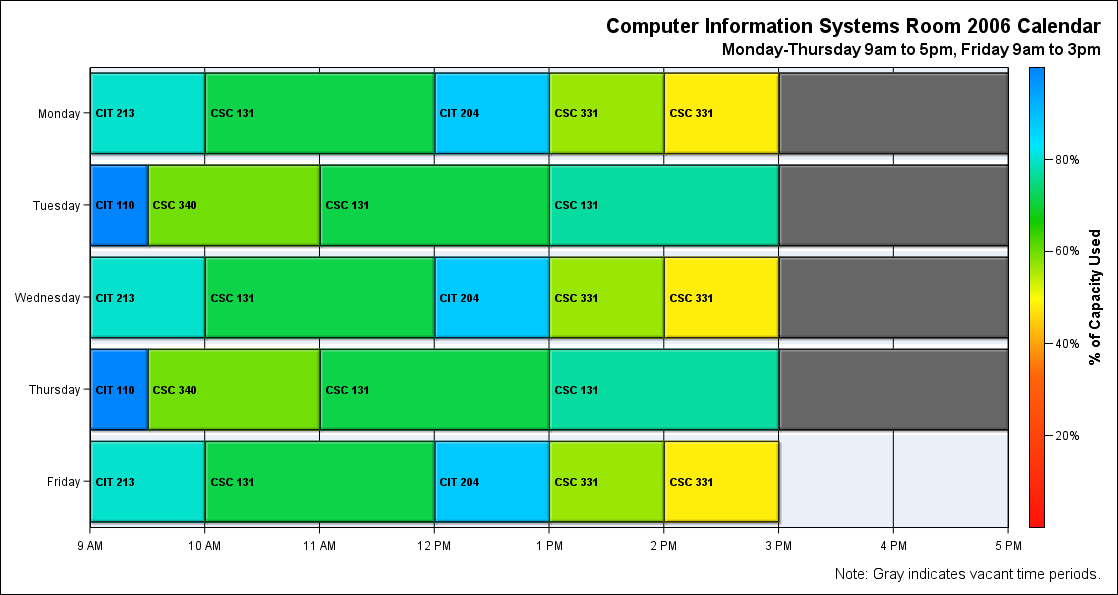 Computer Information Systems Room 2006 Calendar
Monday-Thursday 9am to 5pm, Friday 9am to 3pm
Monday CIT 213 CSC 131 CIT 204 CSC 331 CSC 331
Tuesday CIT 110 CSC 340 CSC 131 CSC 131
Wednesday CIT 213 CSC 131 CIT 204 CSC 331 CSC 331
Thursday CIT 110 CSC 340 CSC 131 CSC 131
Friday CIT 213 CSC 131 CIT 204 CSC 331 CSC 331
9 AM 10 AM 11 AM 12 PM 1 PM 2 PM 3 PM 4 PM 5 PM
80%
60%
40%
20%
% of Capacity Used
Note: Gray indicates vacant time periods.